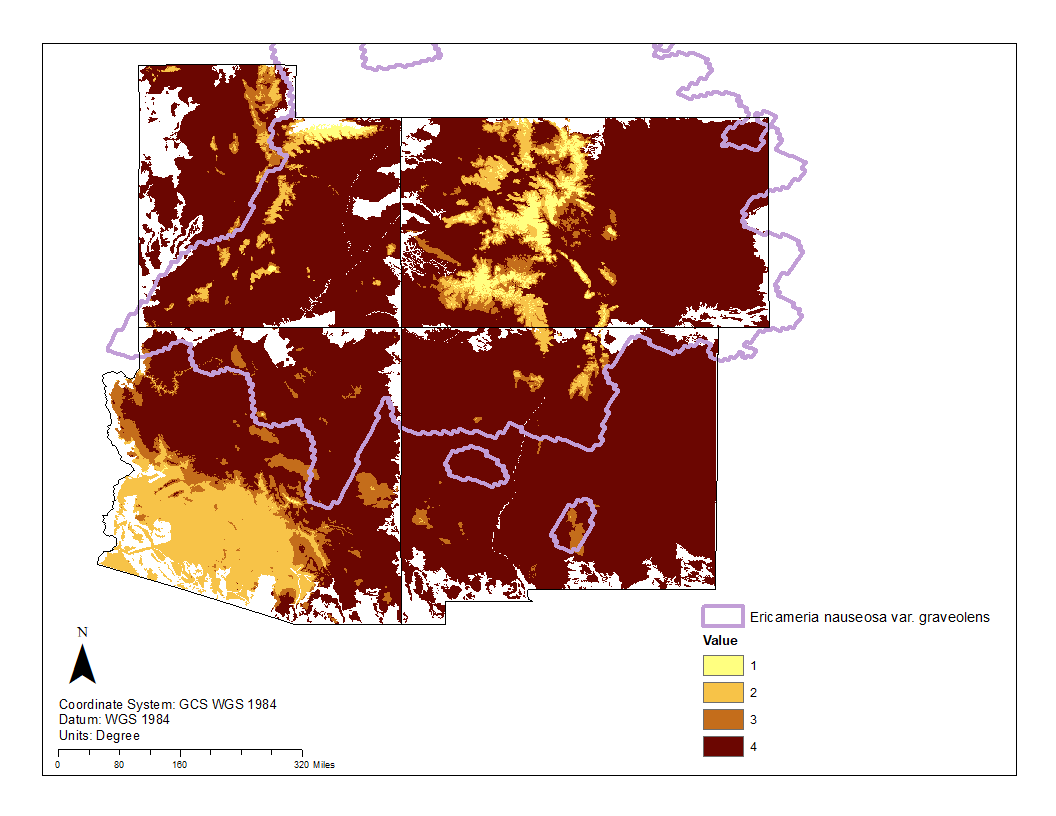 Ericameria nauseosa var. graveolens
Value
1
2
3
4
N
Coordinate System: GCS WGS 1984
Datum: WGS 1984
Units: Degree
0 80 160 320 Miles